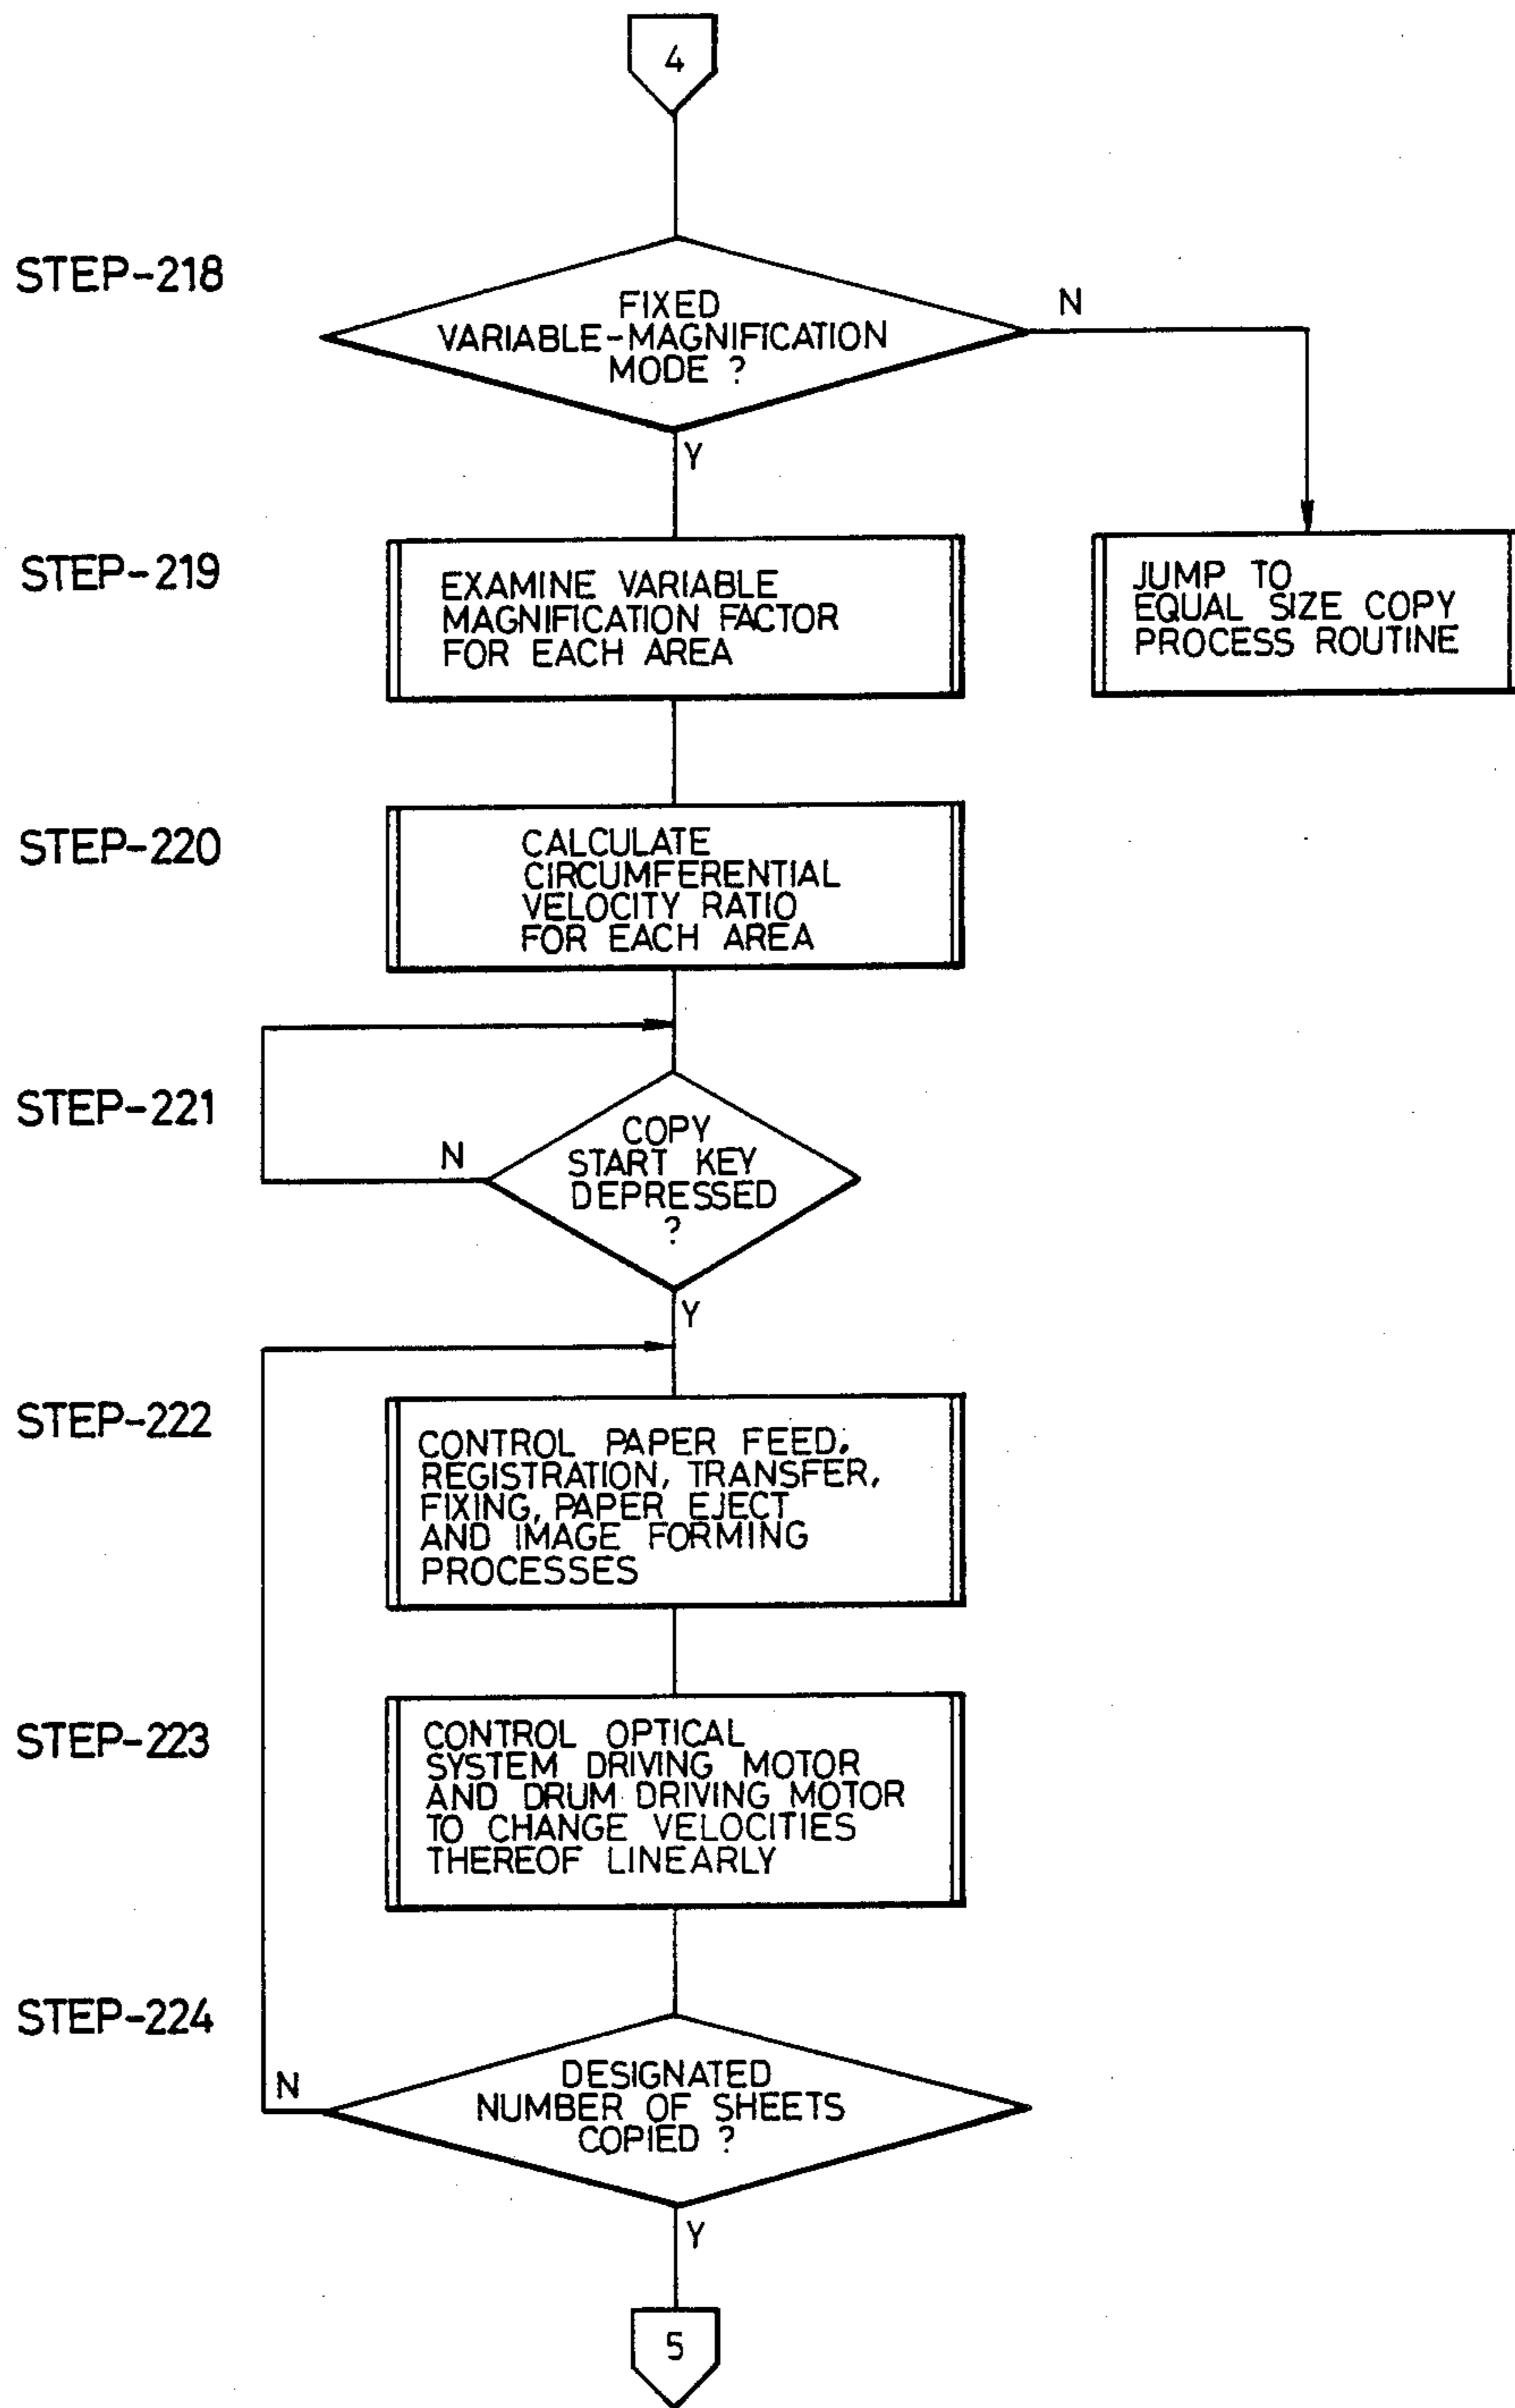 4
STEP-218
FIXED
VARIABLE-MAGNIFICATION
MODE ?
N
Y
STEP-219
EXAMINE VARIABLE
MAGNIFICATION FACTOR
FOR EACH AREA
JUMP TO
EQUAL SIZE COPY
PROCESS ROUTINE
STEP-220
CALCULATE
CIRCUMFERENTIAL
VELOCITY RATIO
FOR EACH AREA
STEP-221
COPY
START KEY
DEPRESSED
?
N
Y
STEP-222
CONTROL PAPER FEED,
REGISTRATION, TRANSFER,
FIXING, PAPER EJECT
AND IMAGE FORMING
PROCESSES
STEP-223
CONTROL OPTICAL
SYSTEM DRIVING MOTOR
AND DRUM DRIVING MOTOR
TO CHANGE VELOCITIES
THEREOF LINEARLY
STEP-224
DESIGNATED
NUMBER OF SHEETS
COPIED ?
N
Y
5